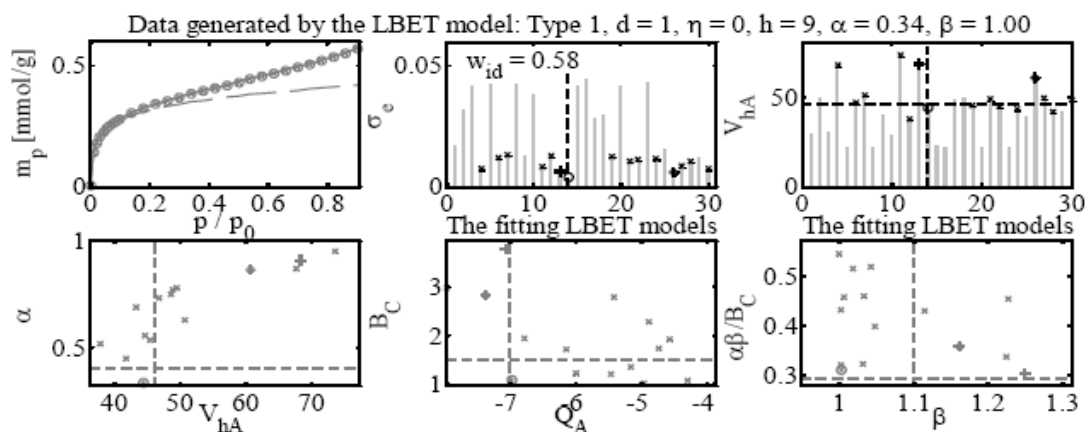 Data generated by the LBET model: Type 1, d = 1, η = 0, h = 9, α = 0.34, β = 1.00
m_p [mmol/g]
0.5
0
0 0.2 0.4 0.6 0.8
p / p_0
σ_e
0.05
0
w_id = 0.58
0 10 20 30
The fitting LBET models
V_hA
50
0
0 10 20 30
The fitting LBET models
α
1
0.5
40 50 60 70
V_hA
B_C
3
2
1
-7 -6 -5 -4
Q_A
αβ/B_C
0.5
0.4
0.3
1 1.1 1.2 1.3
β